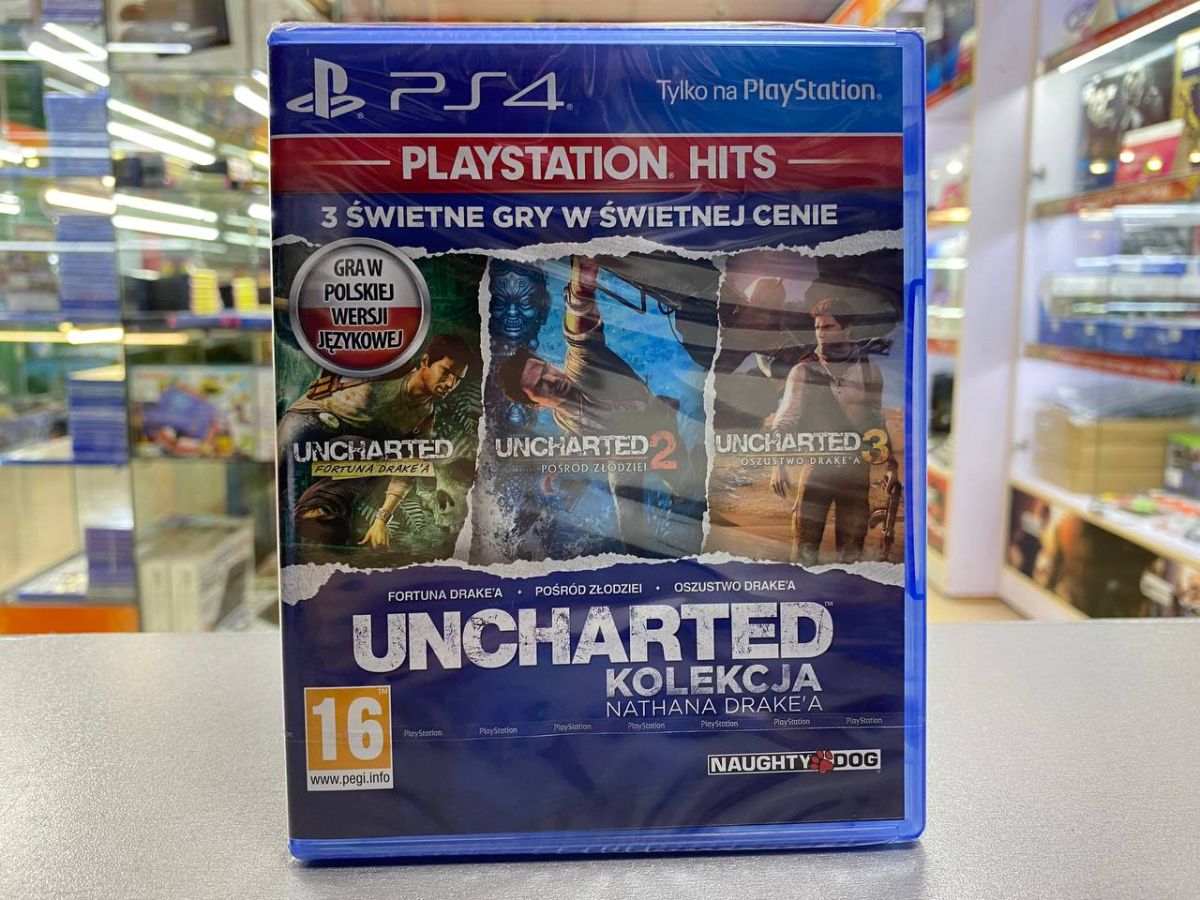 PS4
Tylko na PlayStation®
PLAYSTATION® HITS
3 ŚWIETNE GRY W ŚWIETNEJ CENIE
GRA W
POLSKIEJ
WERSJI
JĘZYKOWEJ
UNCHARTED
FORTUNA DRAKE'A
UNCHARTED 2
POŚRÓD ZŁODZIEI
UNCHARTED 3
OSZUSTWO DRAKE'A
FORTUNA DRAKE'A • POŚRÓD ZŁODZIEI • OSZUSTWO DRAKE'A
UNCHARTED™
KOLEKCJA
NATHANA DRAKE'A
PlayStation PlayStation PlayStation PlayStation PlayStation PlayStation PlayStation
16™
www.pegi.info
NAUGHTY DOG